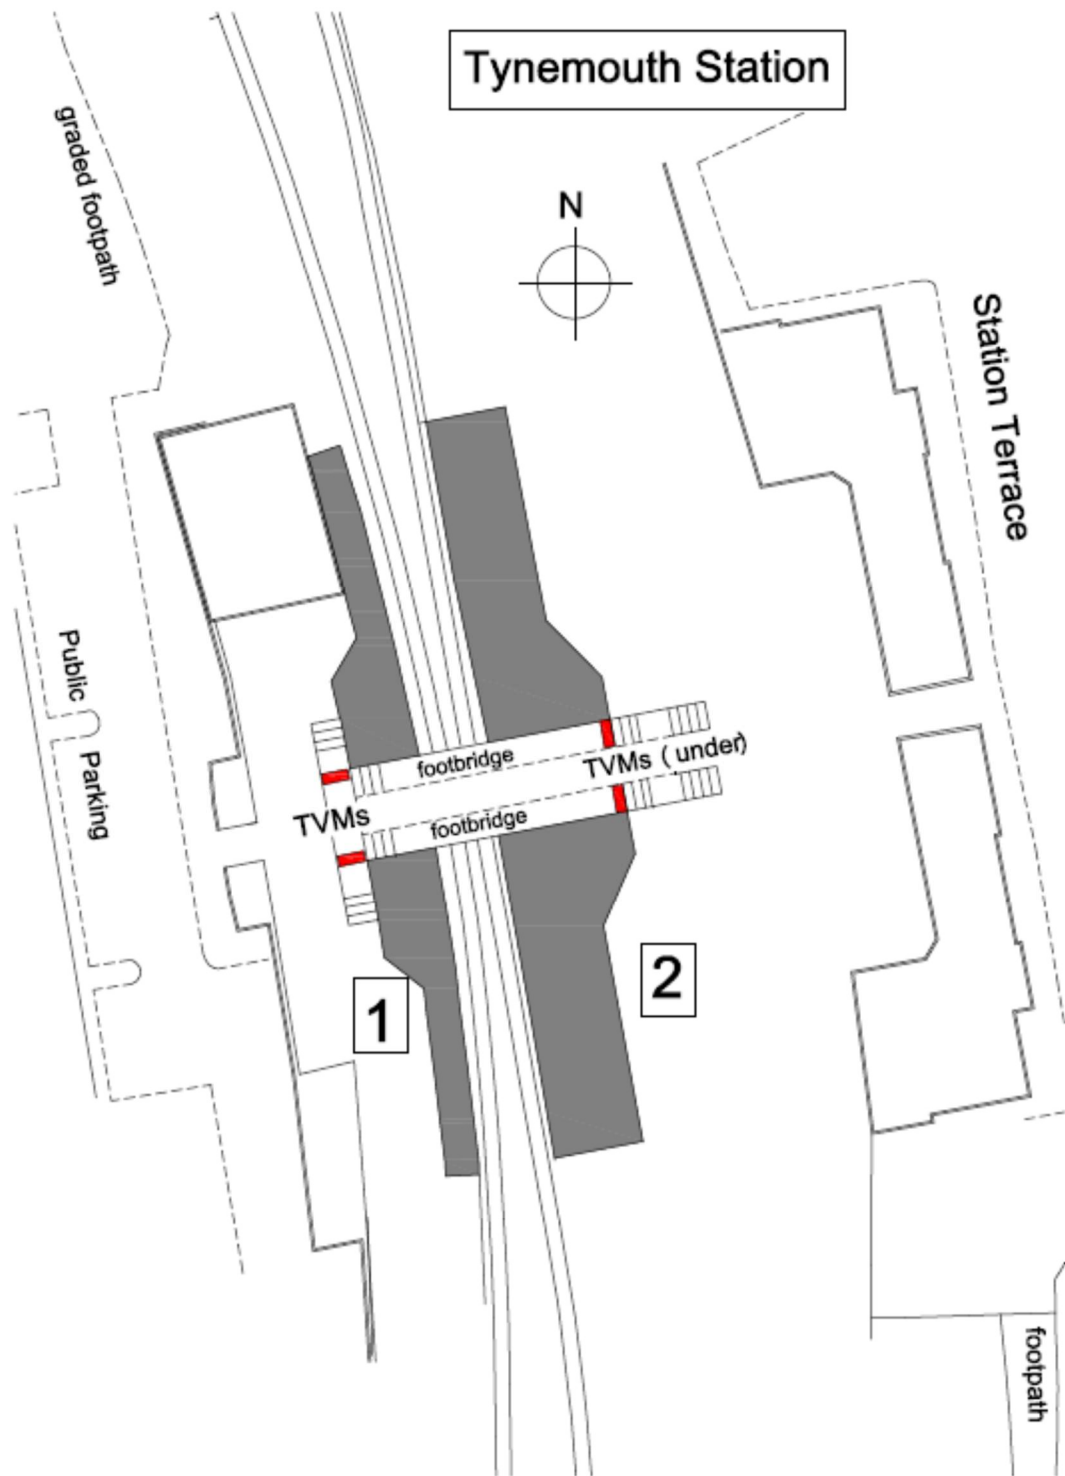 Tynemouth Station
graded footpath
N
Station Terrace
Public
Parking
footbridge
TVMs ( under)
TVMs
footbridge
2
1
footpath